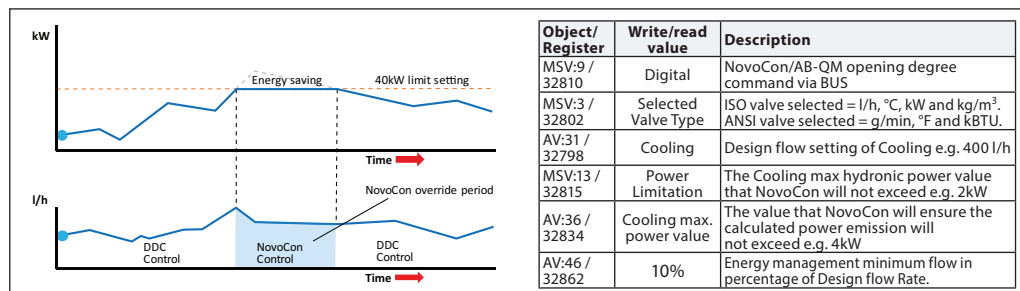 kW
Energy saving
40kW limit setting
Time
l/h
NovoCon override period
DDC
Control
NovoCon
Control
DDC
Control
Time
Object/
Register
Write/read
value
Description
MSV:9 /
32810
Digital
NovoCon/AB-QM opening degree
command via BUS
MSV:3 /
32802
Selected
Valve Type
ISO valve selected = l/h, °C, kW and kg/m³.
ANSI valve selected = g/min, °F and kBTU.
AV:31 /
32798
Cooling
Design flow setting of Cooling e.g. 400 l/h
MSV:13 /
32815
Power
Limitation
The Cooling max hydronic power value
that NovoCon will not exceed e.g. 2kW
AV:36 /
32834
Cooling max.
power value
The value that NovoCon will ensure the
calculated power emission will
not exceed e.g. 4kW
AV:46 /
32862
10%
Energy management minimum flow in
percentage of Design flow Rate.